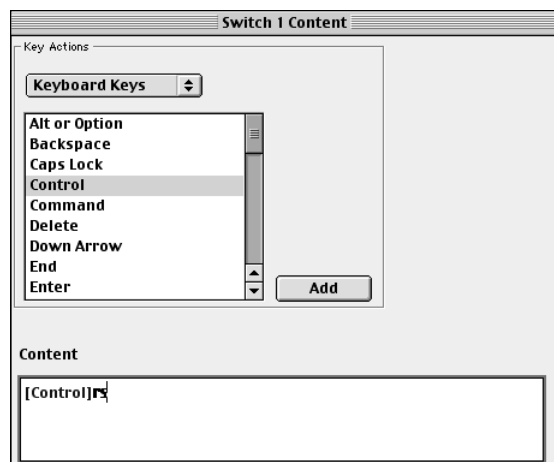 Switch 1 Content
Key Actions
Keyboard Keys
Alt or Option
Backspace
Caps Lock
Control
Command
Delete
Down Arrow
End
Enter
Add
Content
[Control]rs